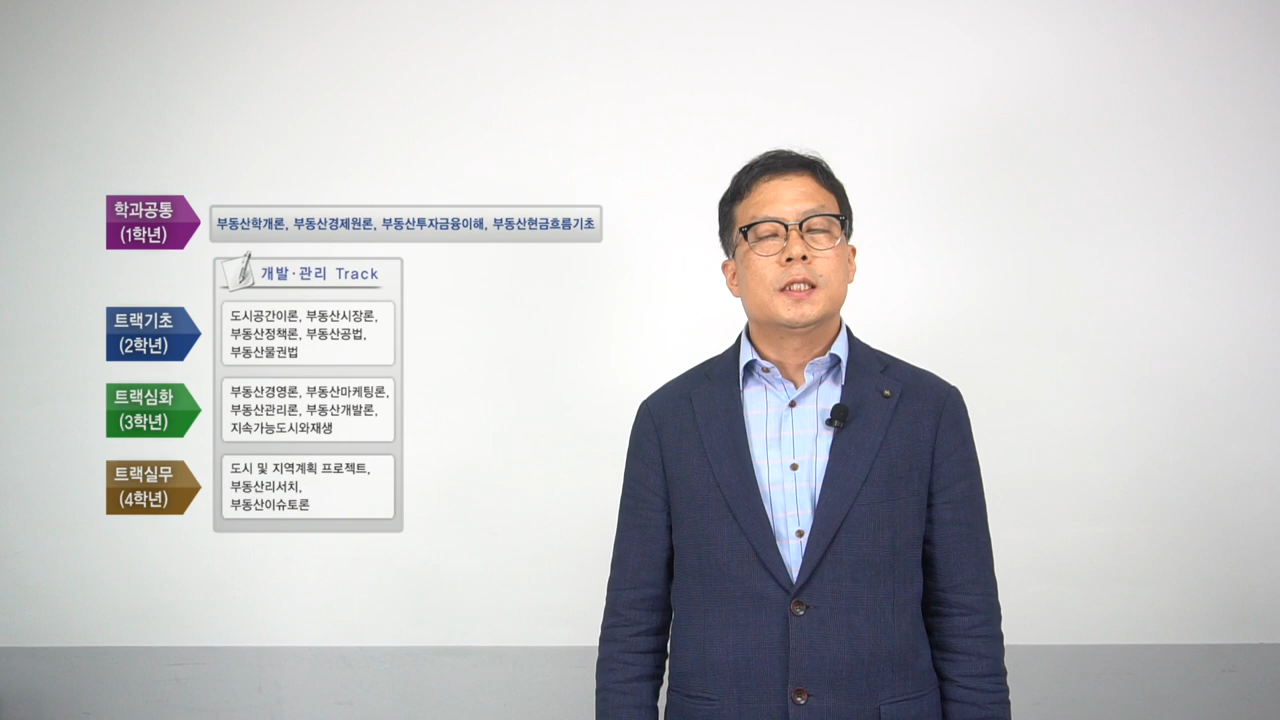 학과공통
(1학년)
부동산학개론, 부동산경제원론, 부동산투자금융이해, 부동산현금흐름기초
개발·관리 Track
트랙기초
(2학년)
도시공간이론, 부동산시장론,
부동산정책론, 부동산공법,
부동산물권법
트랙심화
(3학년)
부동산경영론, 부동산마케팅론,
부동산관리론, 부동산개발론,
지속가능도시와재생
트랙실무
(4학년)
도시 및 지역계획 프로젝트,
부동산리서치,
부동산이슈토론